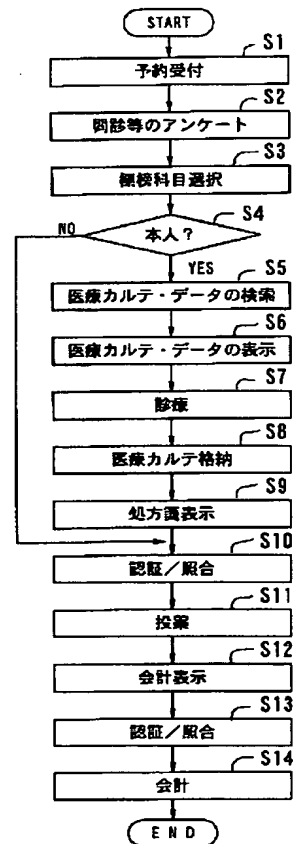 START
S1
予約受付
S2
問診等のアンケート
S3
標榜科目選択
S4
本人?
NO
YES
S5
医療カルテ・データの検索
S6
医療カルテ・データの表示
S7
診療
S8
医療カルテ格納
S9
処方箋表示
S10
認証/照合
S11
投薬
S12
会計表示
S13
認証/照合
S14
会計
END